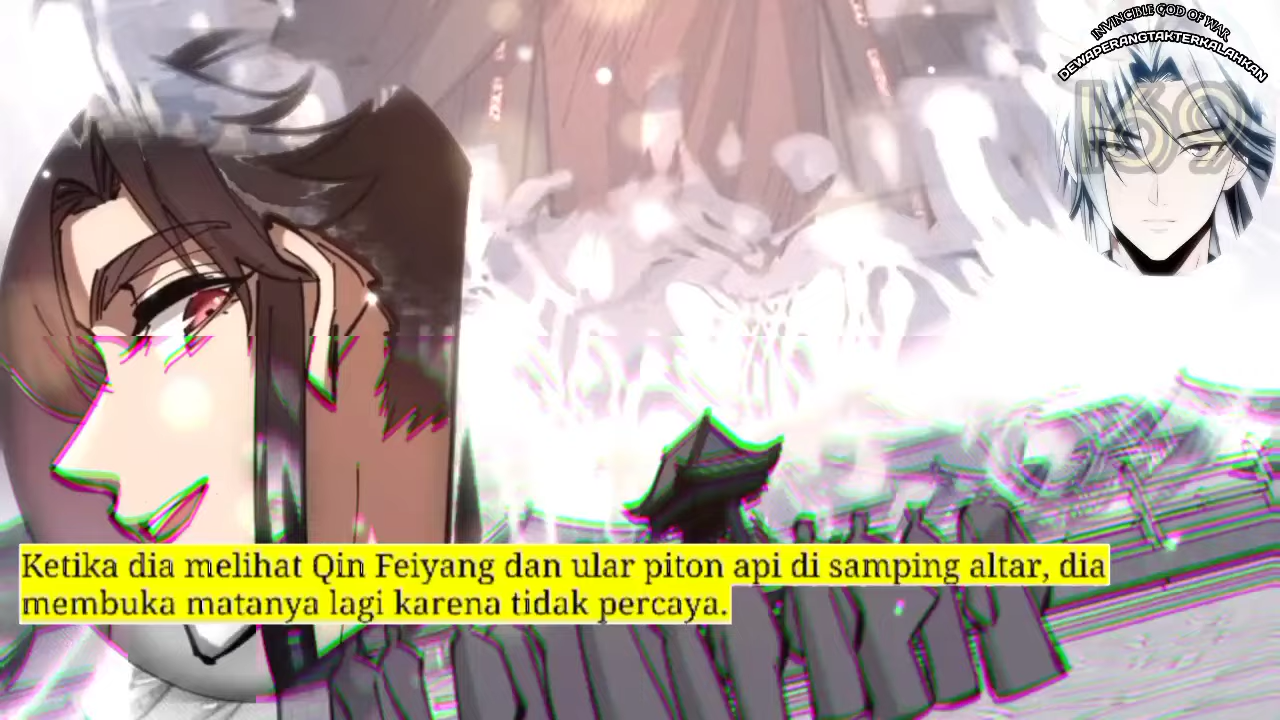 INVINCIBLE GOD OF WAR
DEWAPERANGTAKTERKALAHKAN
169
Ketika dia melihat Qin Feiyang dan ular piton api di samping altar, dia
membuka matanya lagi karena tidak percaya.